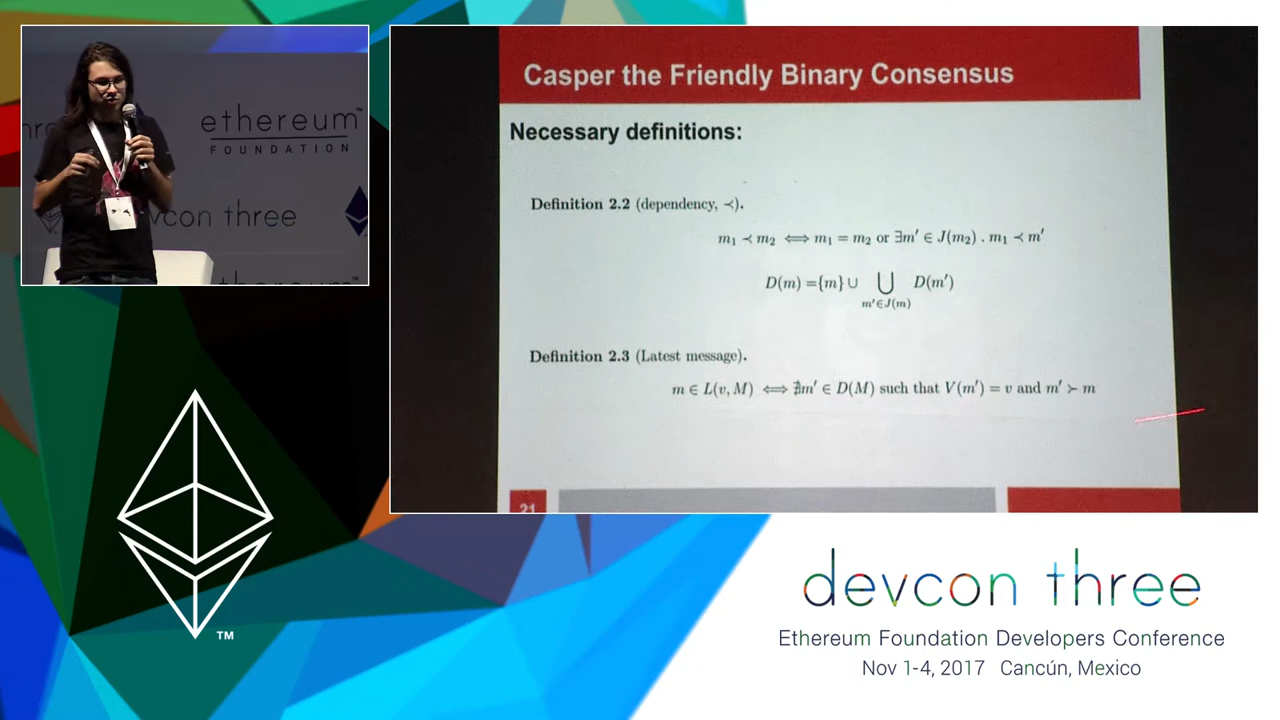 ethereum™
FOUNDATION
devcon three
Casper the Friendly Binary Consensus
Necessary definitions:
Definition 2.2 (dependency, ≺).
m₁ ≺ m₂ ⟺ m₁ = m₂ or ∃m′ ∈ J(m₂) . m₁ ≺ m′
D(m) ={m} ∪ ⋃ D(m′)
m′∈J(m)
Definition 2.3 (Latest message).
m ∈ L(v, M) ⟺ ∄m′ ∈ D(M) such that V(m′) = v and m′ ≻ m
21
TM
devcon three
Ethereum Foundation Developers Conference
Nov 1-4, 2017 Cancún, Mexico